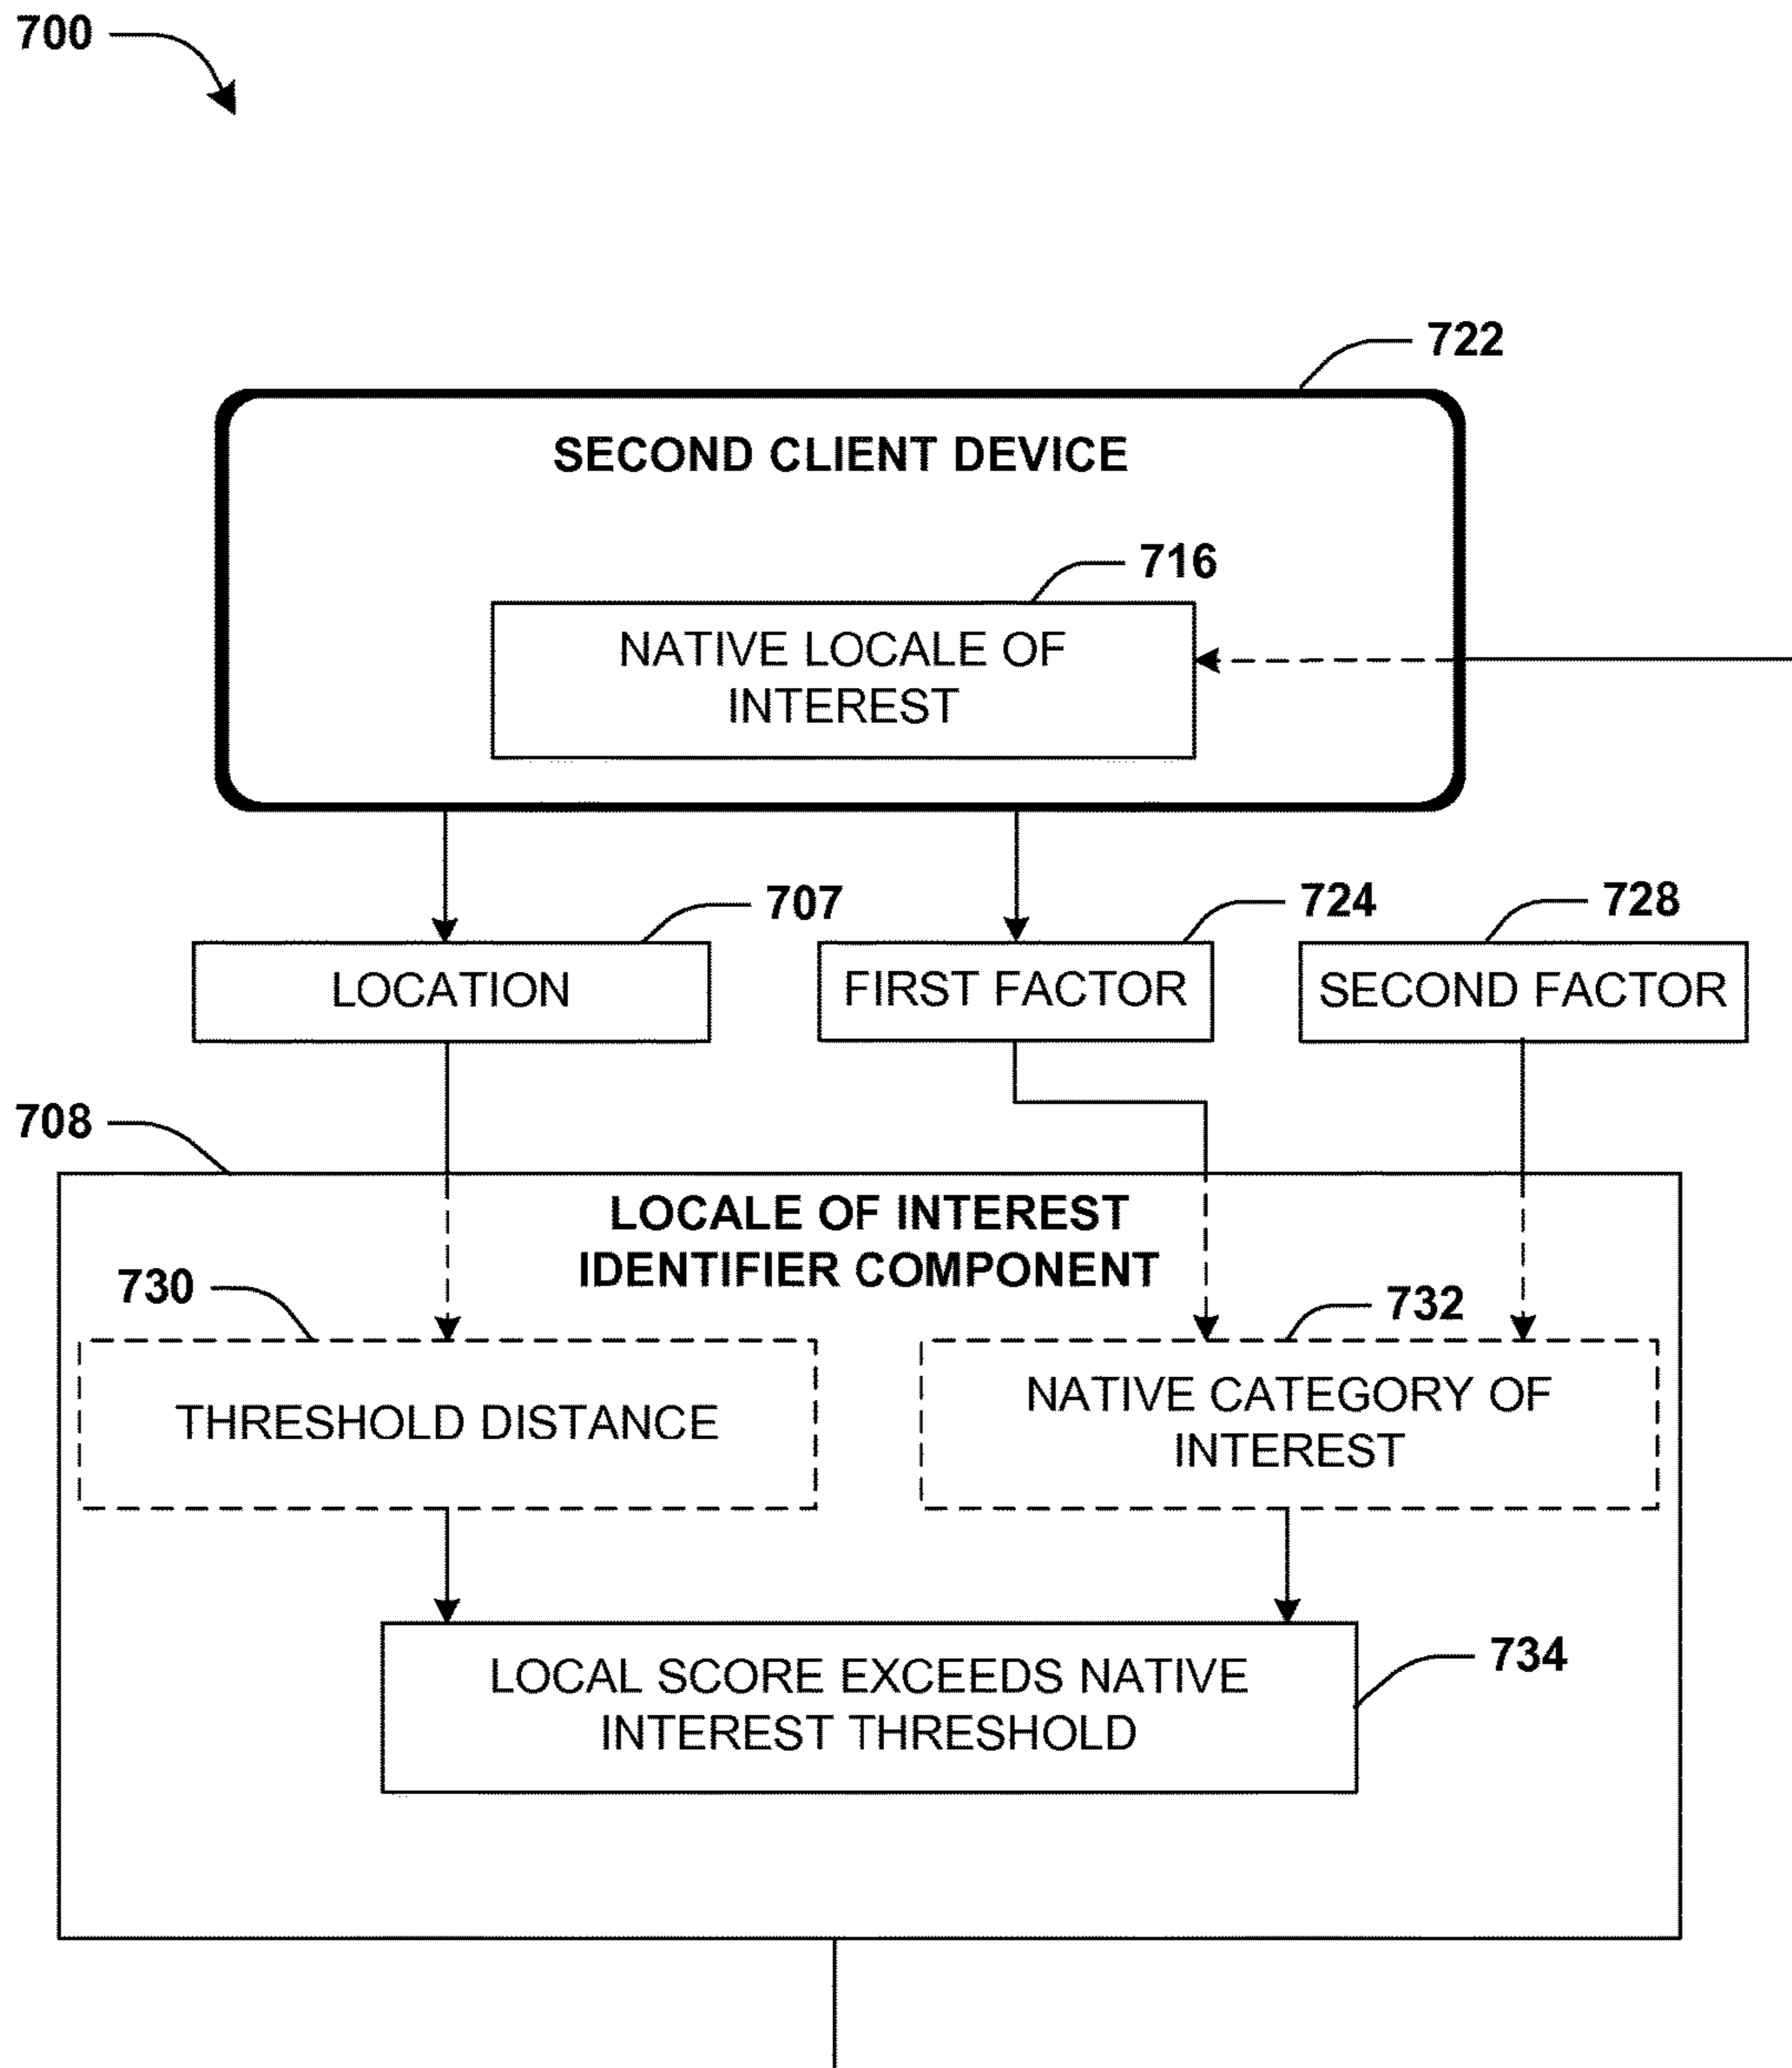 700
722
SECOND CLIENT DEVICE
716
NATIVE LOCALE OF
INTEREST
707
724
728
LOCATION
FIRST FACTOR
SECOND FACTOR
708
LOCALE OF INTEREST
IDENTIFIER COMPONENT
730
732
THRESHOLD DISTANCE
NATIVE CATEGORY OF
INTEREST
LOCAL SCORE EXCEEDS NATIVE
INTEREST THRESHOLD
734